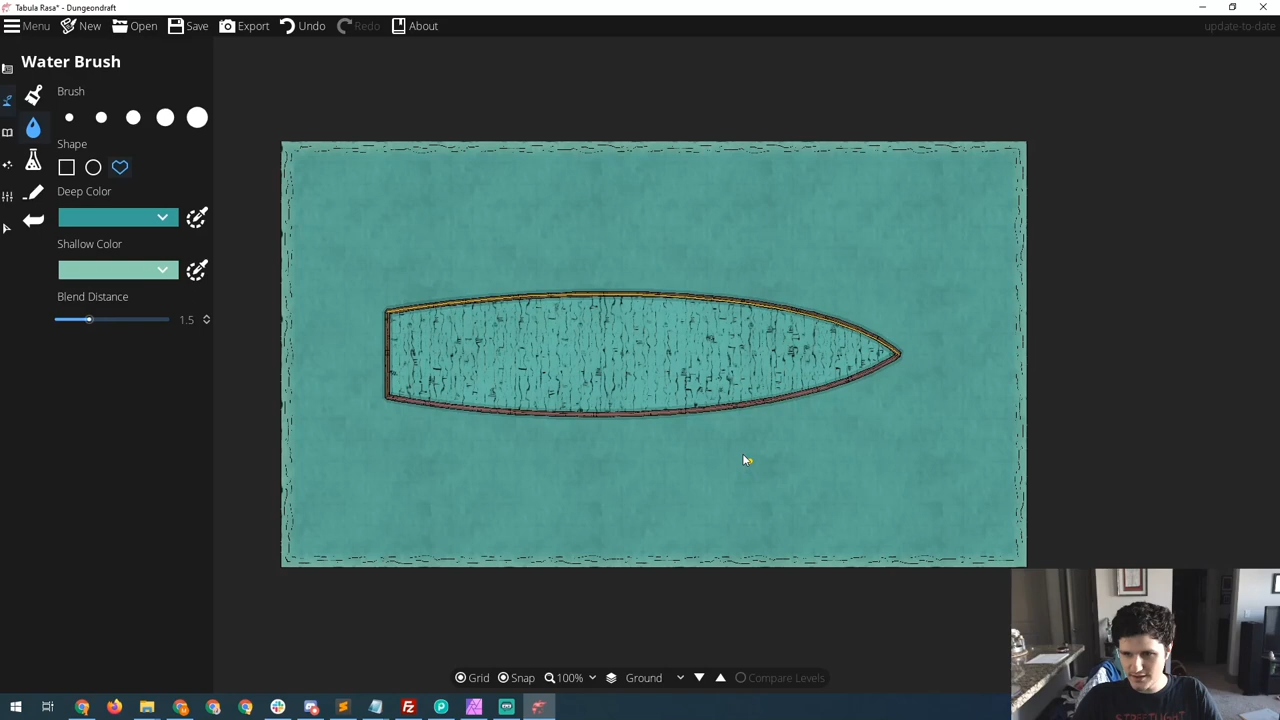 Tabula Rasa* - Dungeondraft
Menu New Open Save Export Undo Redo About update-to-date
Water Brush
Brush
Shape
Deep Color
Shallow Color
Blend Distance
1.5
Grid Snap 100% Ground Compare Levels